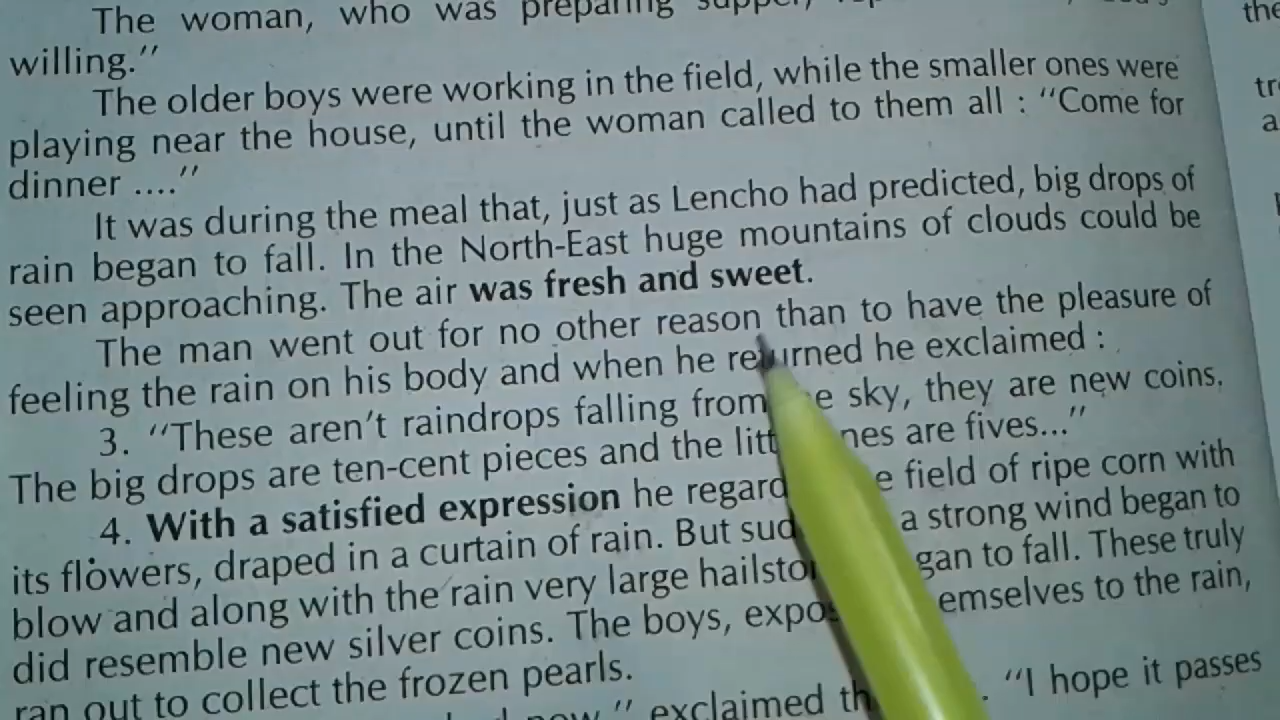 The woman, who was preparing supper,
willing.”
The older boys were working in the field, while the smaller ones were
playing near the house, until the woman called to them all : “Come for
dinner ....”
It was during the meal that, just as Lencho had predicted, big drops of
rain began to fall. In the North-East huge mountains of clouds could be
seen approaching. The air was fresh and sweet.
The man went out for no other reason than to have the pleasure of
feeling the rain on his body and when he returned he exclaimed :
3. “These aren’t raindrops falling from sky, they are new coins.
The big drops are ten-cent pieces and the are fives...”
4. With a satisfied expression he field of ripe corn with
its flowers, draped in a curtain of rain. But a strong wind began to
blow and along with the rain very large to fall. These truly
did resemble new silver coins. The boys, to the rain,
ran out to collect the frozen pearls.
now,” exclaimed “I hope it passes
the